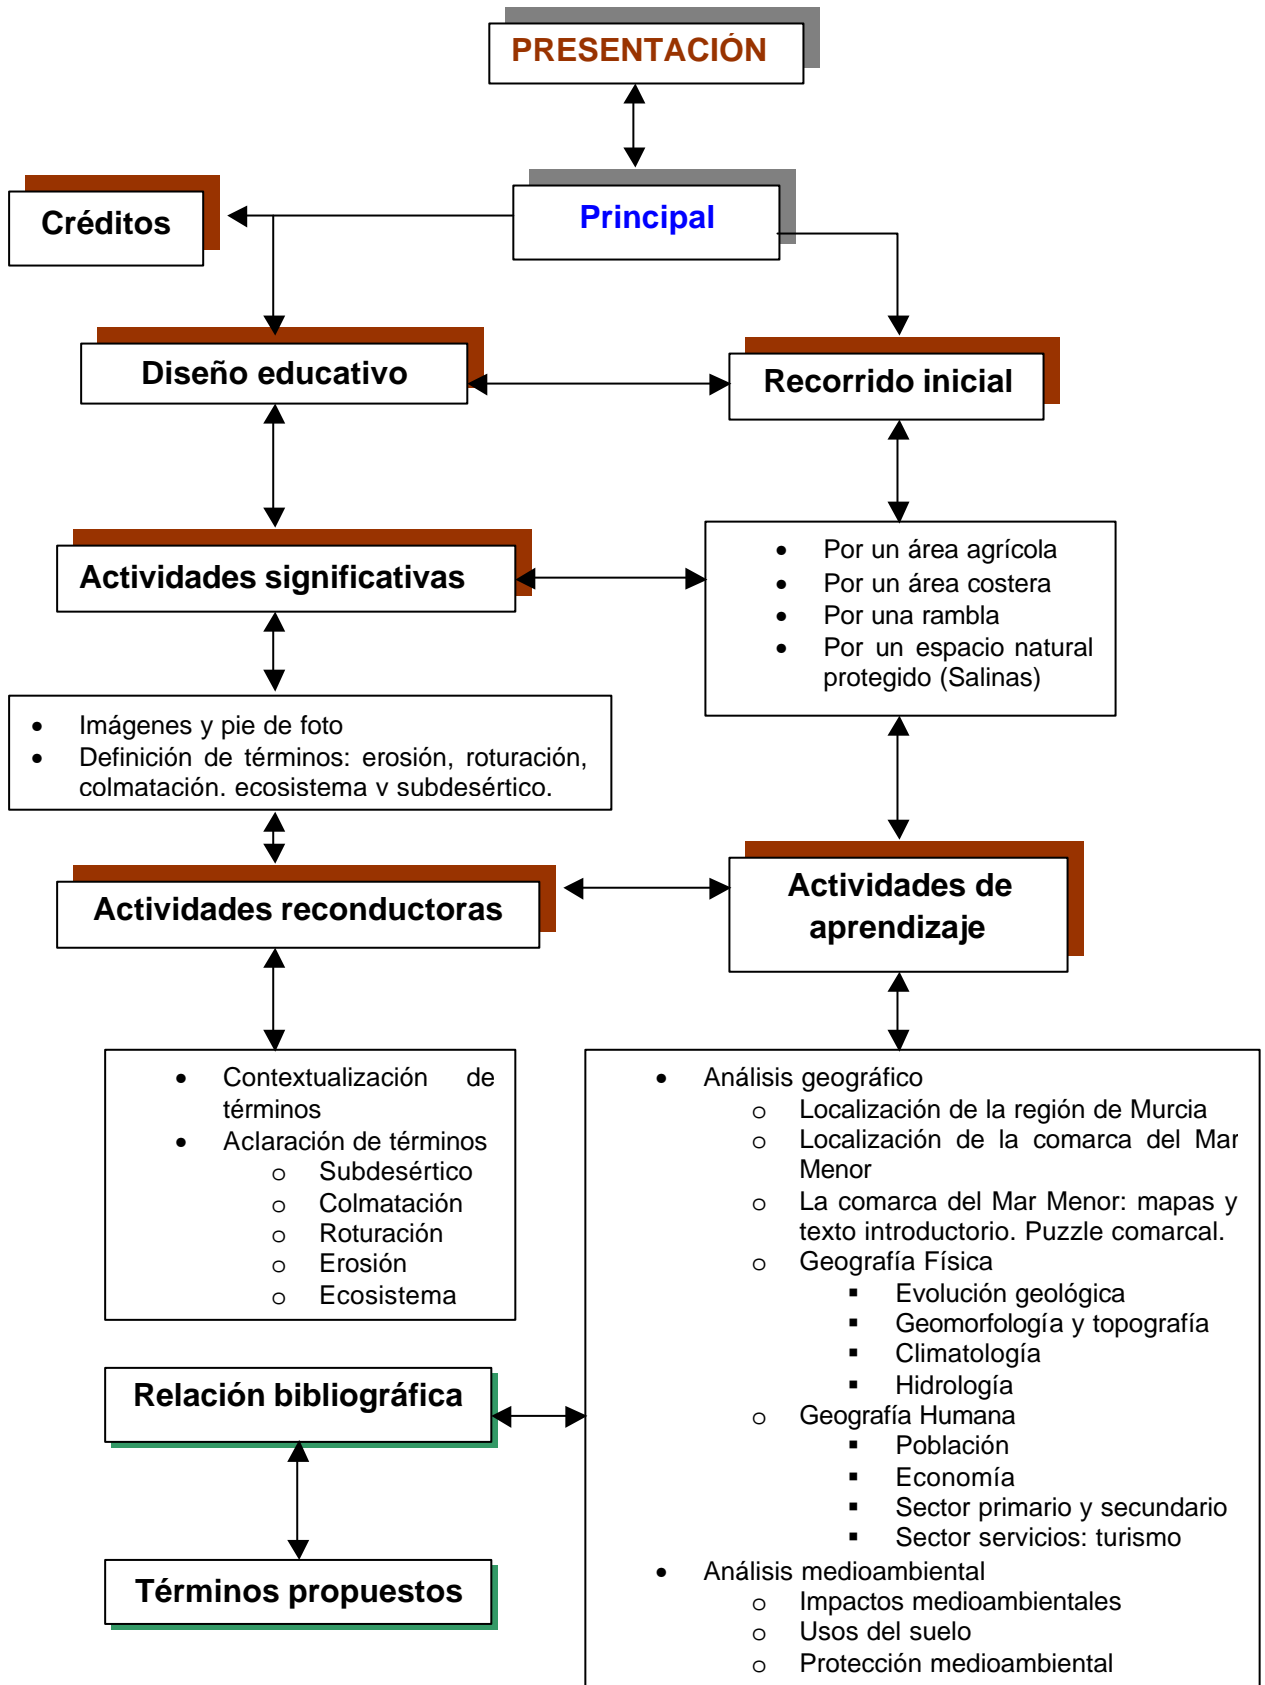 PRESENTACIÓN
Créditos
Principal
Diseño educativo
Recorrido inicial
Actividades significativas
• Por un área agrícola
• Por un área costera
• Por una rambla
• Por un espacio natural
protegido (Salinas)
• Imágenes y pie de foto
• Definición de términos: erosión, roturación,
colmatación. ecosistema v subdesértico.
Actividades reconductoras
Actividades de
aprendizaje
• Contextualización de
términos
• Aclaración de términos
o Subdesértico
o Colmatación
o Roturación
o Erosión
o Ecosistema
• Análisis geográfico
o Localización de la región de Murcia
o Localización de la comarca del Mar
Menor
o La comarca del Mar Menor: mapas y
texto introductorio. Puzzle comarcal.
o Geografía Física
▪ Evolución geológica
▪ Geomorfología y topografía
▪ Climatología
▪ Hidrología
o Geografía Humana
▪ Población
▪ Economía
▪ Sector primario y secundario
▪ Sector servicios: turismo
• Análisis medioambiental
o Impactos medioambientales
o Usos del suelo
o Protección medioambiental
Relación bibliográfica
Términos propuestos